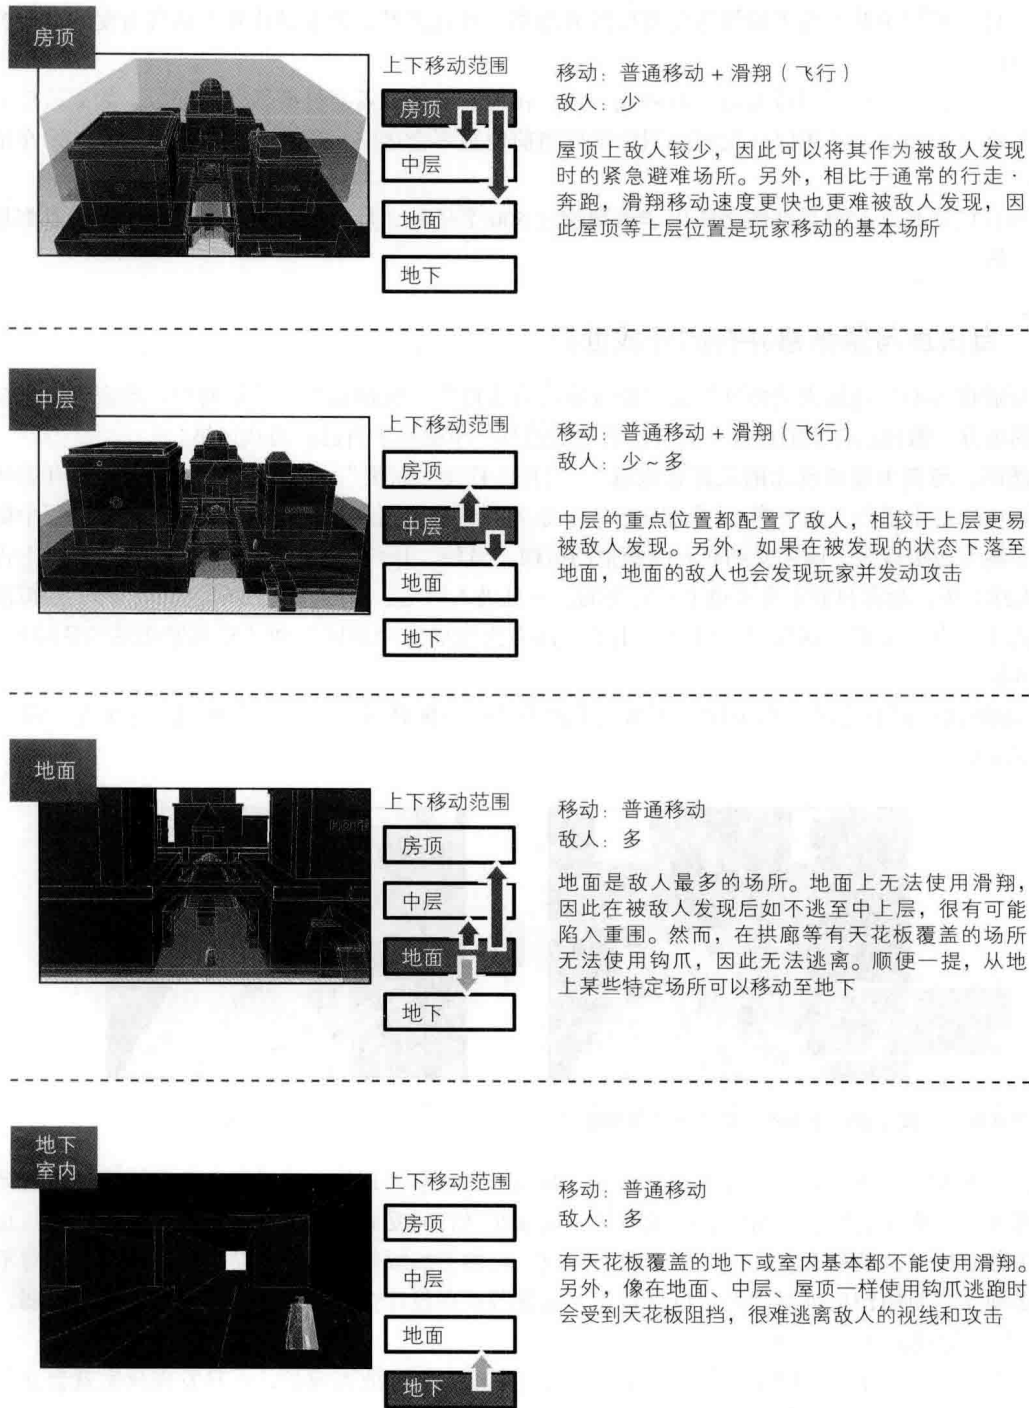 房顶
上下移动范围
房顶
中层
地面
地下
移动：普通移动 + 滑翔（飞行）
敌人：少
屋顶上敌人较少，因此可以将其作为被敌人发现
时的紧急避难场所。另外，相比于通常的行走·
奔跑，滑翔移动速度更快也更难被敌人发现，因
此屋顶等上层位置是玩家移动的基本场所
中层
上下移动范围
房顶
中层
地面
地下
移动：普通移动 + 滑翔（飞行）
敌人：少～多
中层的重点位置都配置了敌人，相较于上层更易
被敌人发现。另外，如果在被发现的状态下落至
地面，地面的敌人也会发现玩家并发动攻击
地面
上下移动范围
房顶
中层
地面
地下
移动：普通移动
敌人：多
地面是敌人最多的场所。地面上无法使用滑翔，
因此在被敌人发现后如不逃至中上层，很有可能
陷入重围。然而，在拱廊等有天花板覆盖的场所
无法使用钩爪，因此无法逃离。顺便一提，从地
上某些特定场所可以移动至地下
地下
室内
上下移动范围
房顶
中层
地面
地下
移动：普通移动
敌人：多
有天花板覆盖的地下或室内基本都不能使用滑翔。
另外，像在地面、中层、屋顶一样使用钩爪逃跑时
会受到天花板阻挡，很难逃离敌人的视线和攻击